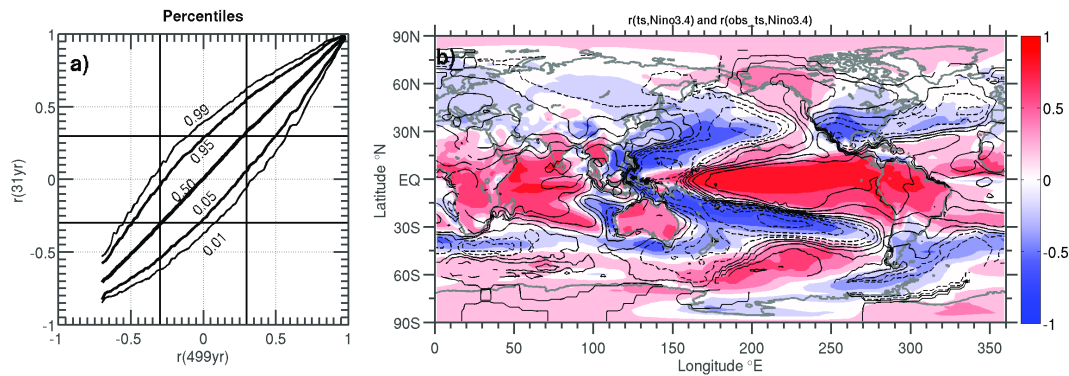 Percentiles
a)
1
0.5
0
-0.5
-1
r(31yr)
0.99
0.95
0.50
0.05
0.01
-1
-0.5
0
0.5
1
r(499yr)
r(ts,Nino3.4) and r(obs_ts,Nino3.4)
b)
90N
60N
30N
EQ
30S
60S
90S
Latitude °N
0
50
100
150
200
250
300
350
Longitude °E
1
0.5
0
-0.5
-1